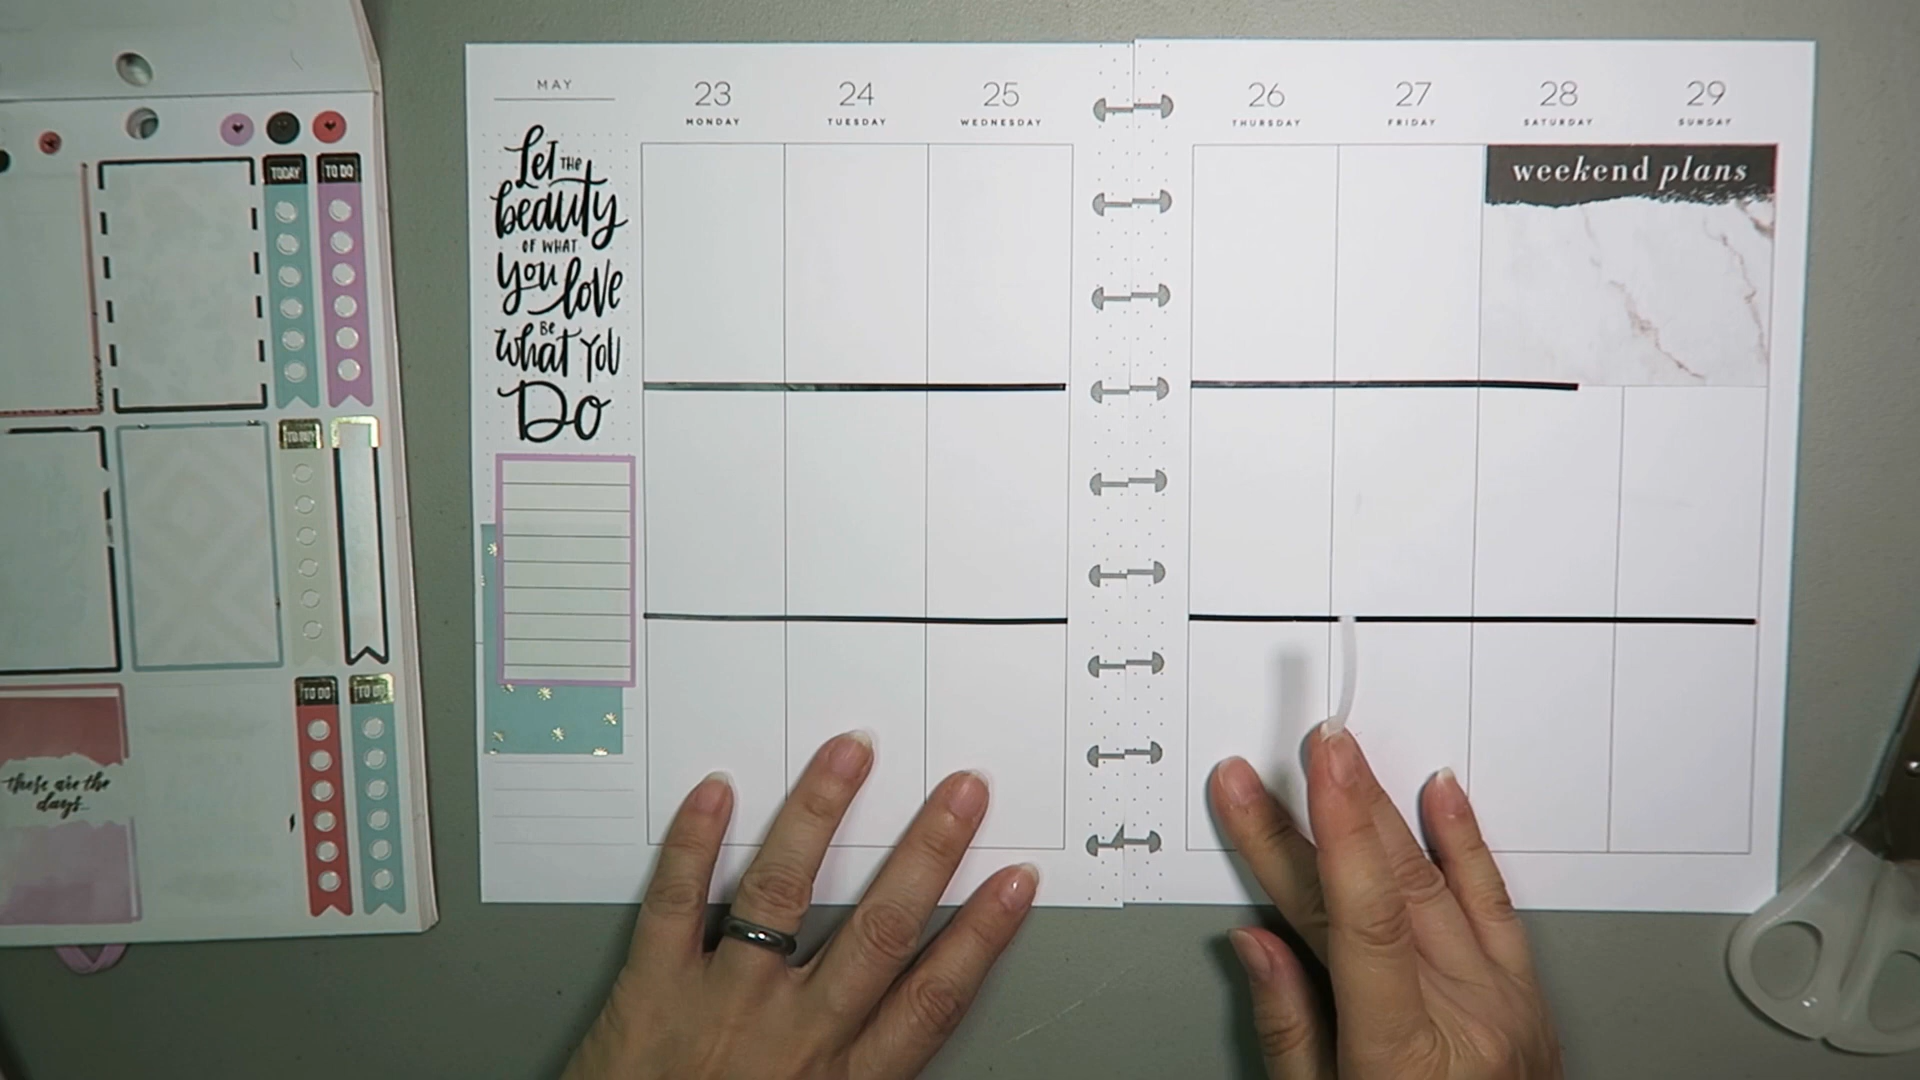 TODAY
TO DO
TO BUY
these are the
days...
TO DO
TO DO
MAY
Let THE
beauty
OF WHAT
you love
BE
what you
Do
23
MONDAY
24
TUESDAY
25
WEDNESDAY
26
THURSDAY
27
FRIDAY
28
SATURDAY
29
SUNDAY
weekend plans